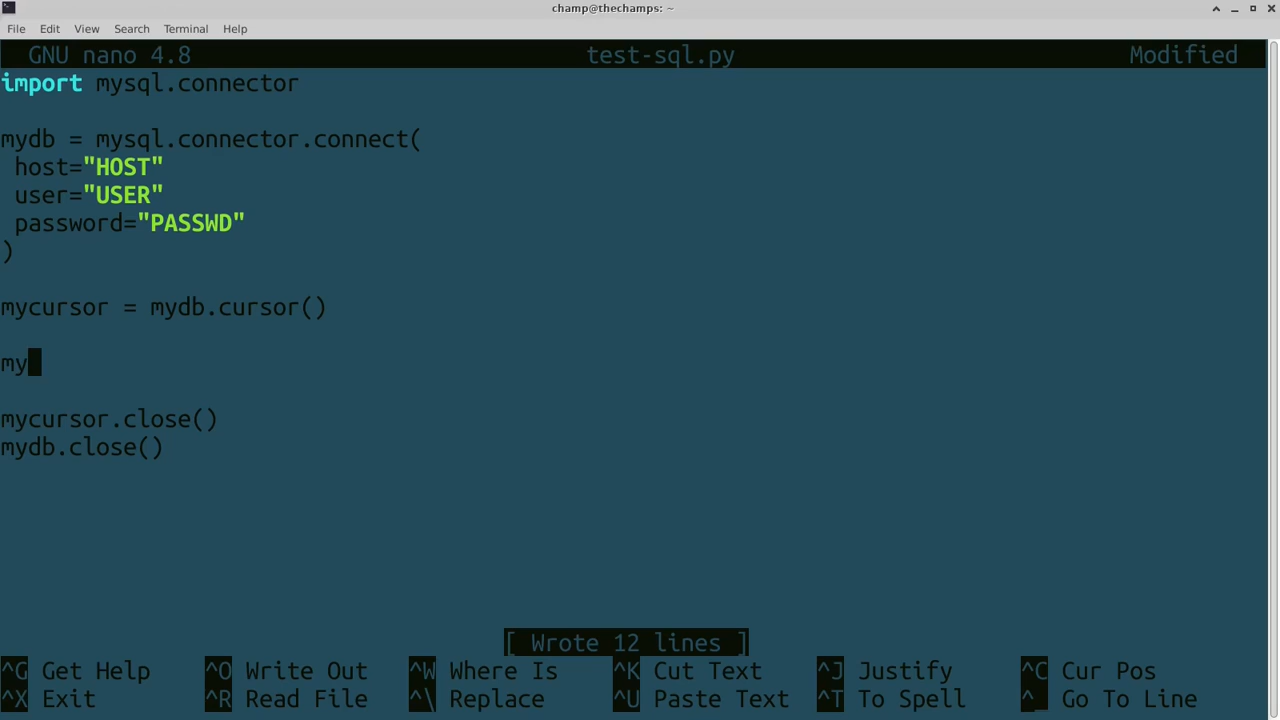 champ@thechamps: ~
File Edit View Search Terminal Help
GNU nano 4.8 test-sql.py Modified
import mysql.connector
mydb = mysql.connector.connect(
host="HOST"
user="USER"
password="PASSWD"
)
mycursor = mydb.cursor()
my
mycursor.close()
mydb.close()
[ Wrote 12 lines ]
^G Get Help ^O Write Out ^W Where Is ^K Cut Text ^J Justify ^C Cur Pos
^X Exit ^R Read File ^\ Replace ^U Paste Text ^T To Spell ^_ Go To Line